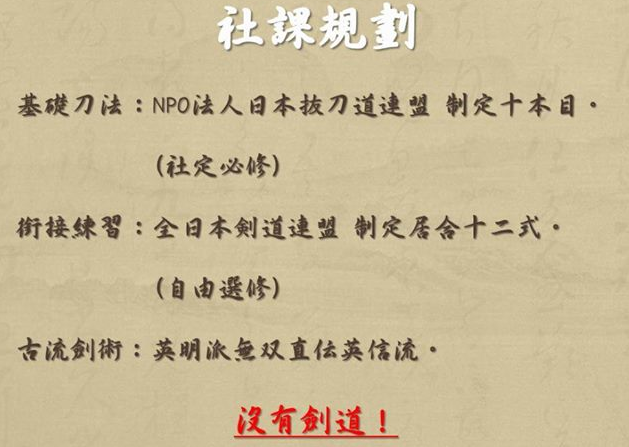 社課規劃
基礎刀法：NPO法人日本抜刀道連盟 制定十本目。
(社定必修)
銜接練習：全日本剣道連盟 制定居合十二式。
(自由選修)
古流劍術：英明派無双直伝英信流。
沒有劍道！